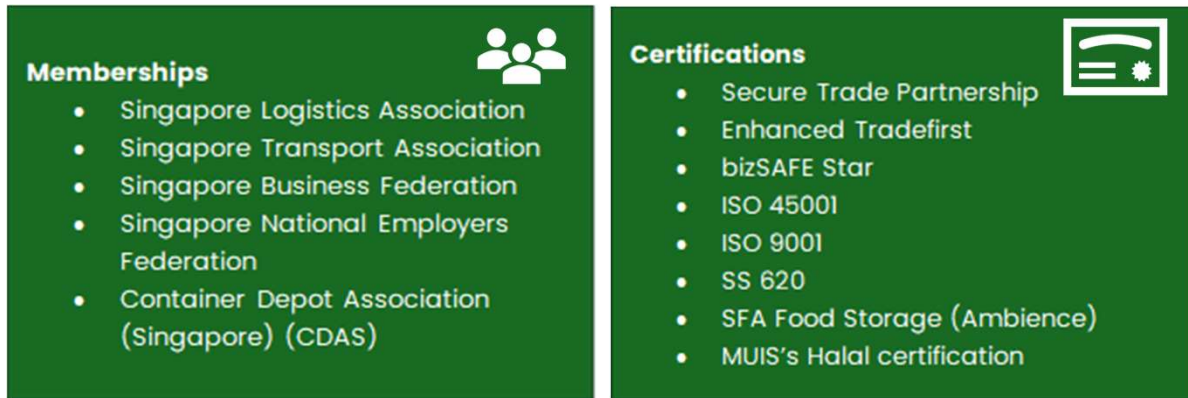 Memberships
• Singapore Logistics Association
• Singapore Transport Association
• Singapore Business Federation
• Singapore National Employers
Federation
• Container Depot Association
(Singapore) (CDAS)
Certifications
• Secure Trade Partnership
• Enhanced Tradefirst
• bizSAFE Star
• ISO 45001
• ISO 9001
• SS 620
• SFA Food Storage (Ambience)
• MUIS's Halal certification